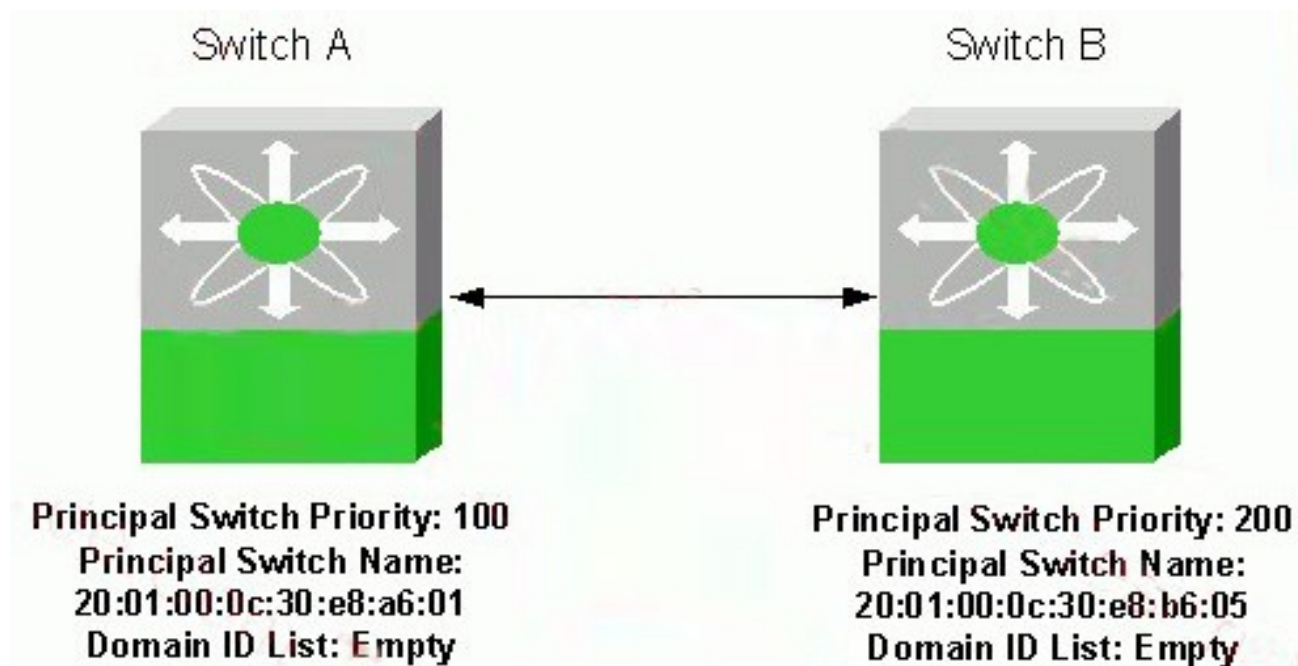 Switch A
Switch B
Principal Switch Priority: 100
Principal Switch Name:
20:01:00:0c:30:e8:a6:01
Domain ID List: Empty
Principal Switch Priority: 200
Principal Switch Name:
20:01:00:0c:30:e8:b6:05
Domain ID List: Empty